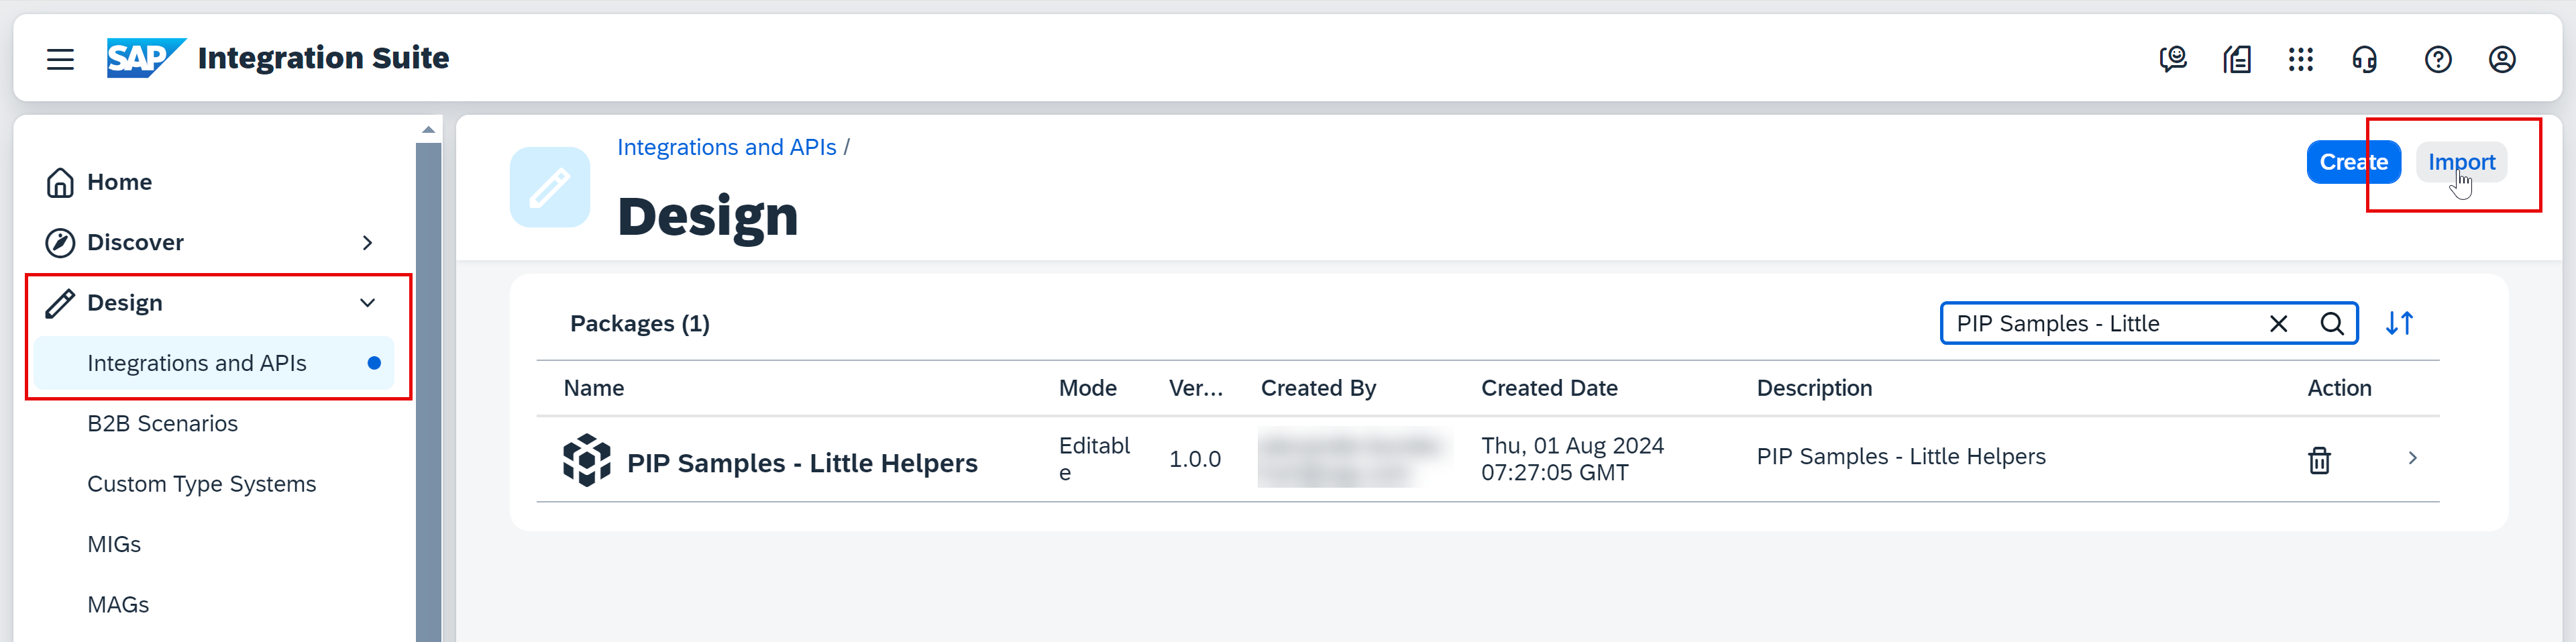 SAP Integration Suite
Home
Discover
Design
Integrations and APIs
B2B Scenarios
Custom Type Systems
MIGs
MAGs
Integrations and APIs /
Design
Create
Import
Packages (1)
PIP Samples - Little
Name
Mode
Ver...
Created By
Created Date
Description
Action
PIP Samples - Little Helpers
Editabl
e
1.0.0
Thu, 01 Aug 2024
07:27:05 GMT
PIP Samples - Little Helpers